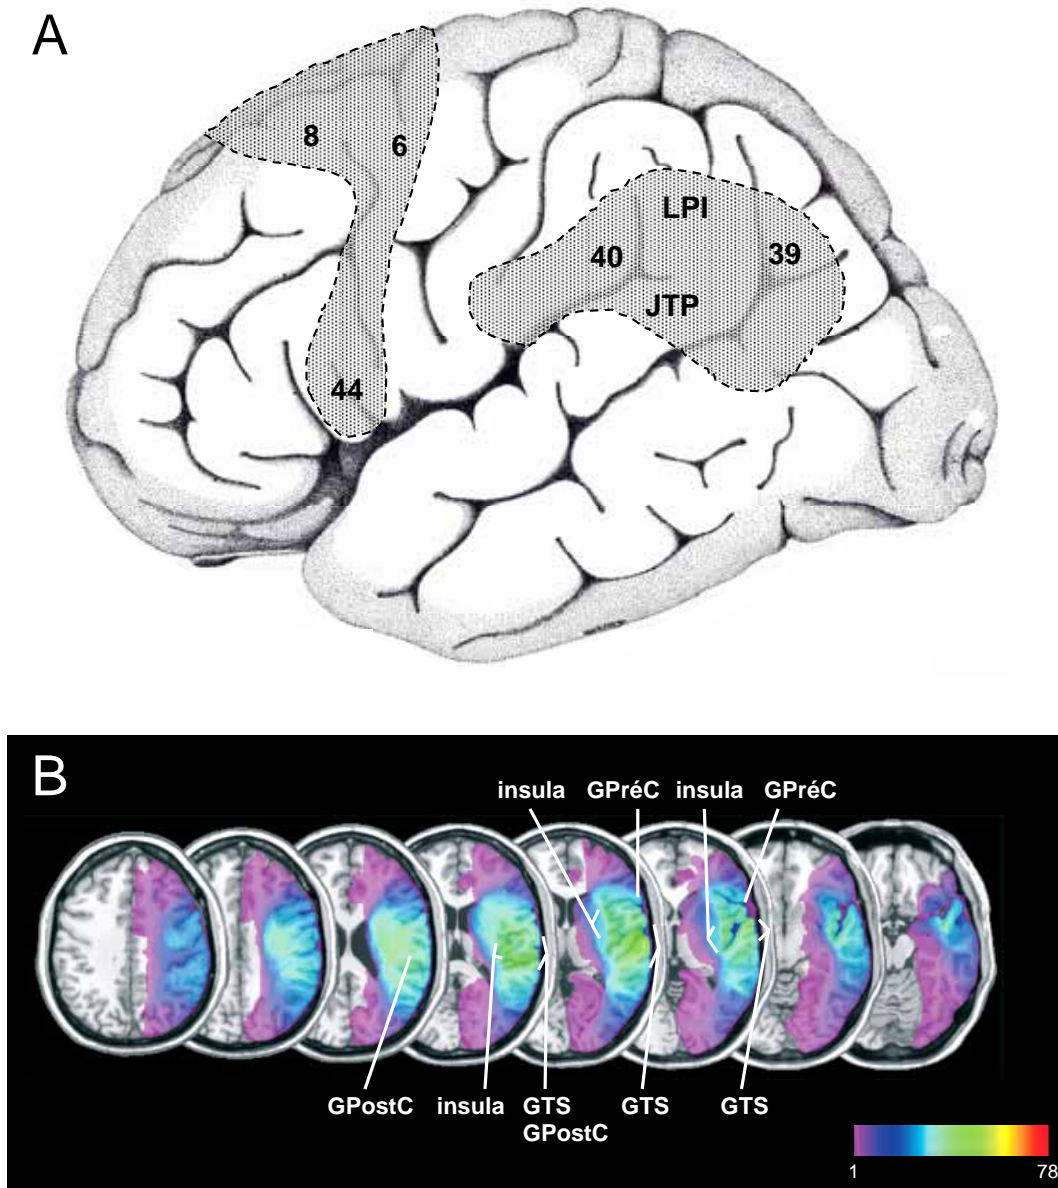 A
8
6
LPI
40
39
JTP
44
B
insula GPréC insula GPréC
GPostC insula GTS GTS GTS
GPostC
1 78